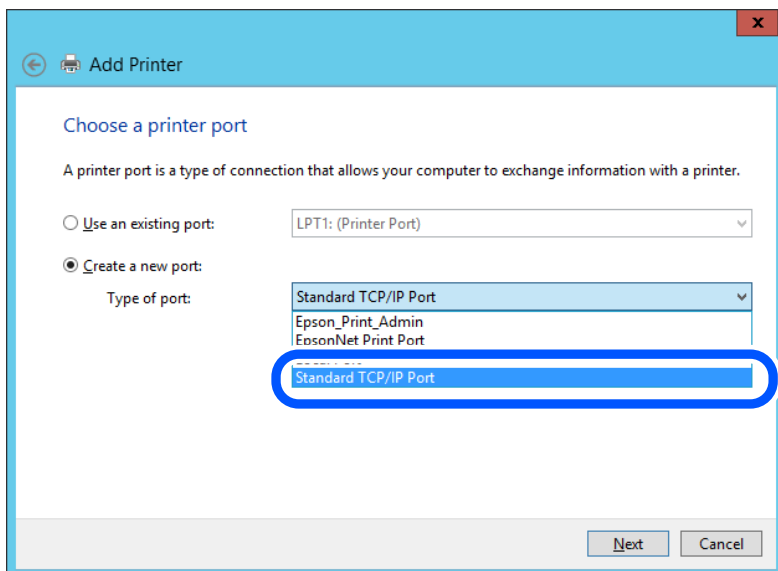 x
Add Printer
Choose a printer port
A printer port is a type of connection that allows your computer to exchange information with a printer.
Use an existing port:
LPT1: (Printer Port)
Create a new port:
Type of port:
Standard TCP/IP Port
Epson_Print_Admin
EpsonNet Print Port
Standard TCP/IP Port
Next
Cancel